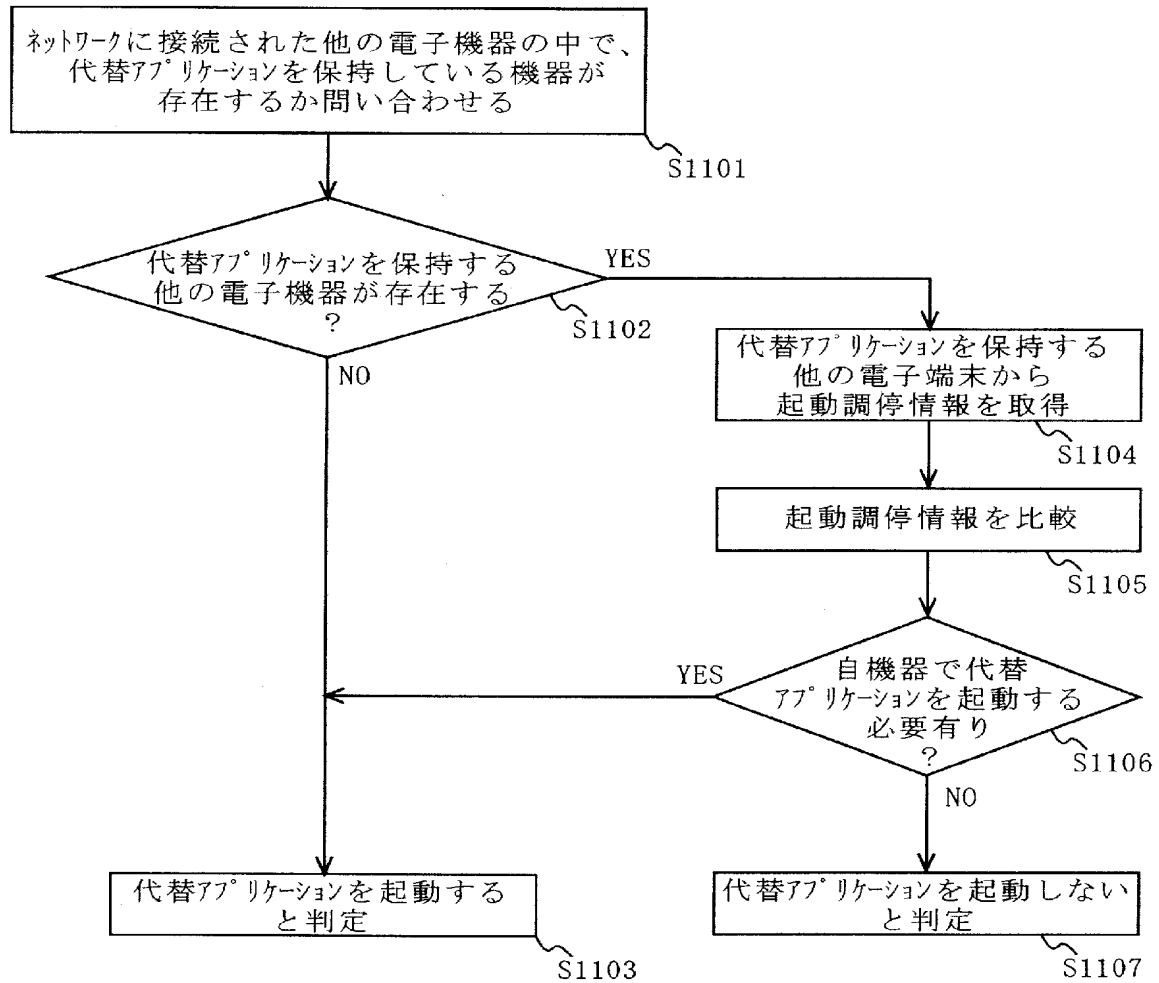 ネットワークに接続された他の電子機器の中で、
代替アプリケーションを保持している機器が
存在するか問い合わせる
S1101
代替アプリケーションを保持する
他の電子機器が存在する
?
YES
S1102
NO
代替アプリケーションを保持する
他の電子端末から
起動調停情報を取得
S1104
起動調停情報を比較
S1105
自機器で代替
アプリケーションを起動する
必要有り
?
YES
S1106
NO
代替アプリケーションを起動する
と判定
S1103
代替アプリケーションを起動しない
と判定
S1107